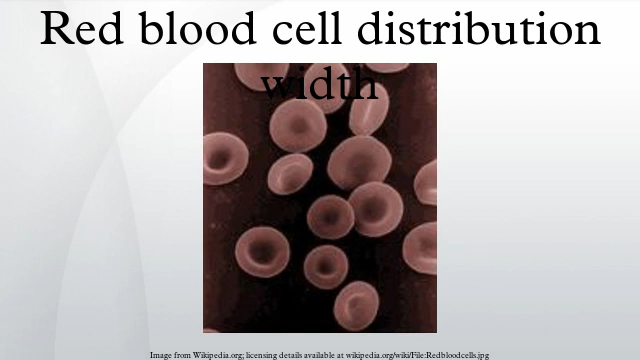 Red blood cell distribution
width
Image from Wikipedia.org; licensing details available at wikipedia.org/wiki/File:Redbloodcells.jpg